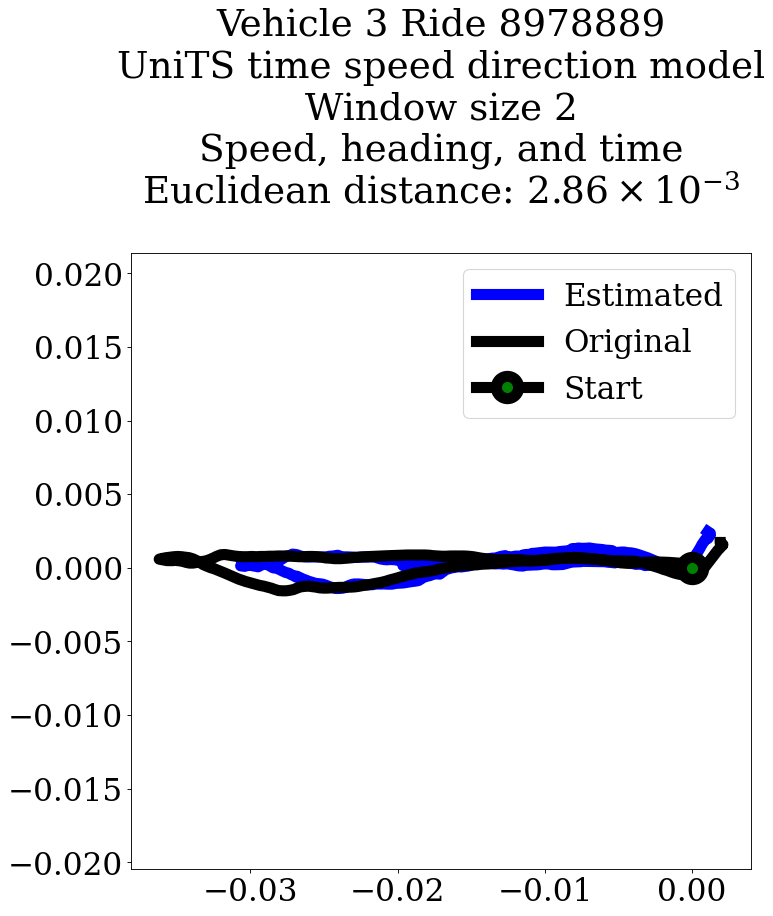 Vehicle 3 Ride 8978889
UniTS time speed direction model
Window size 2
Speed, heading, and time
Euclidean distance: 2.86 × 10⁻³
Estimated
Original
Start
0.020
0.015
0.010
0.005
0.000
−0.005
−0.010
−0.015
−0.020
−0.03 −0.02 −0.01 0.00